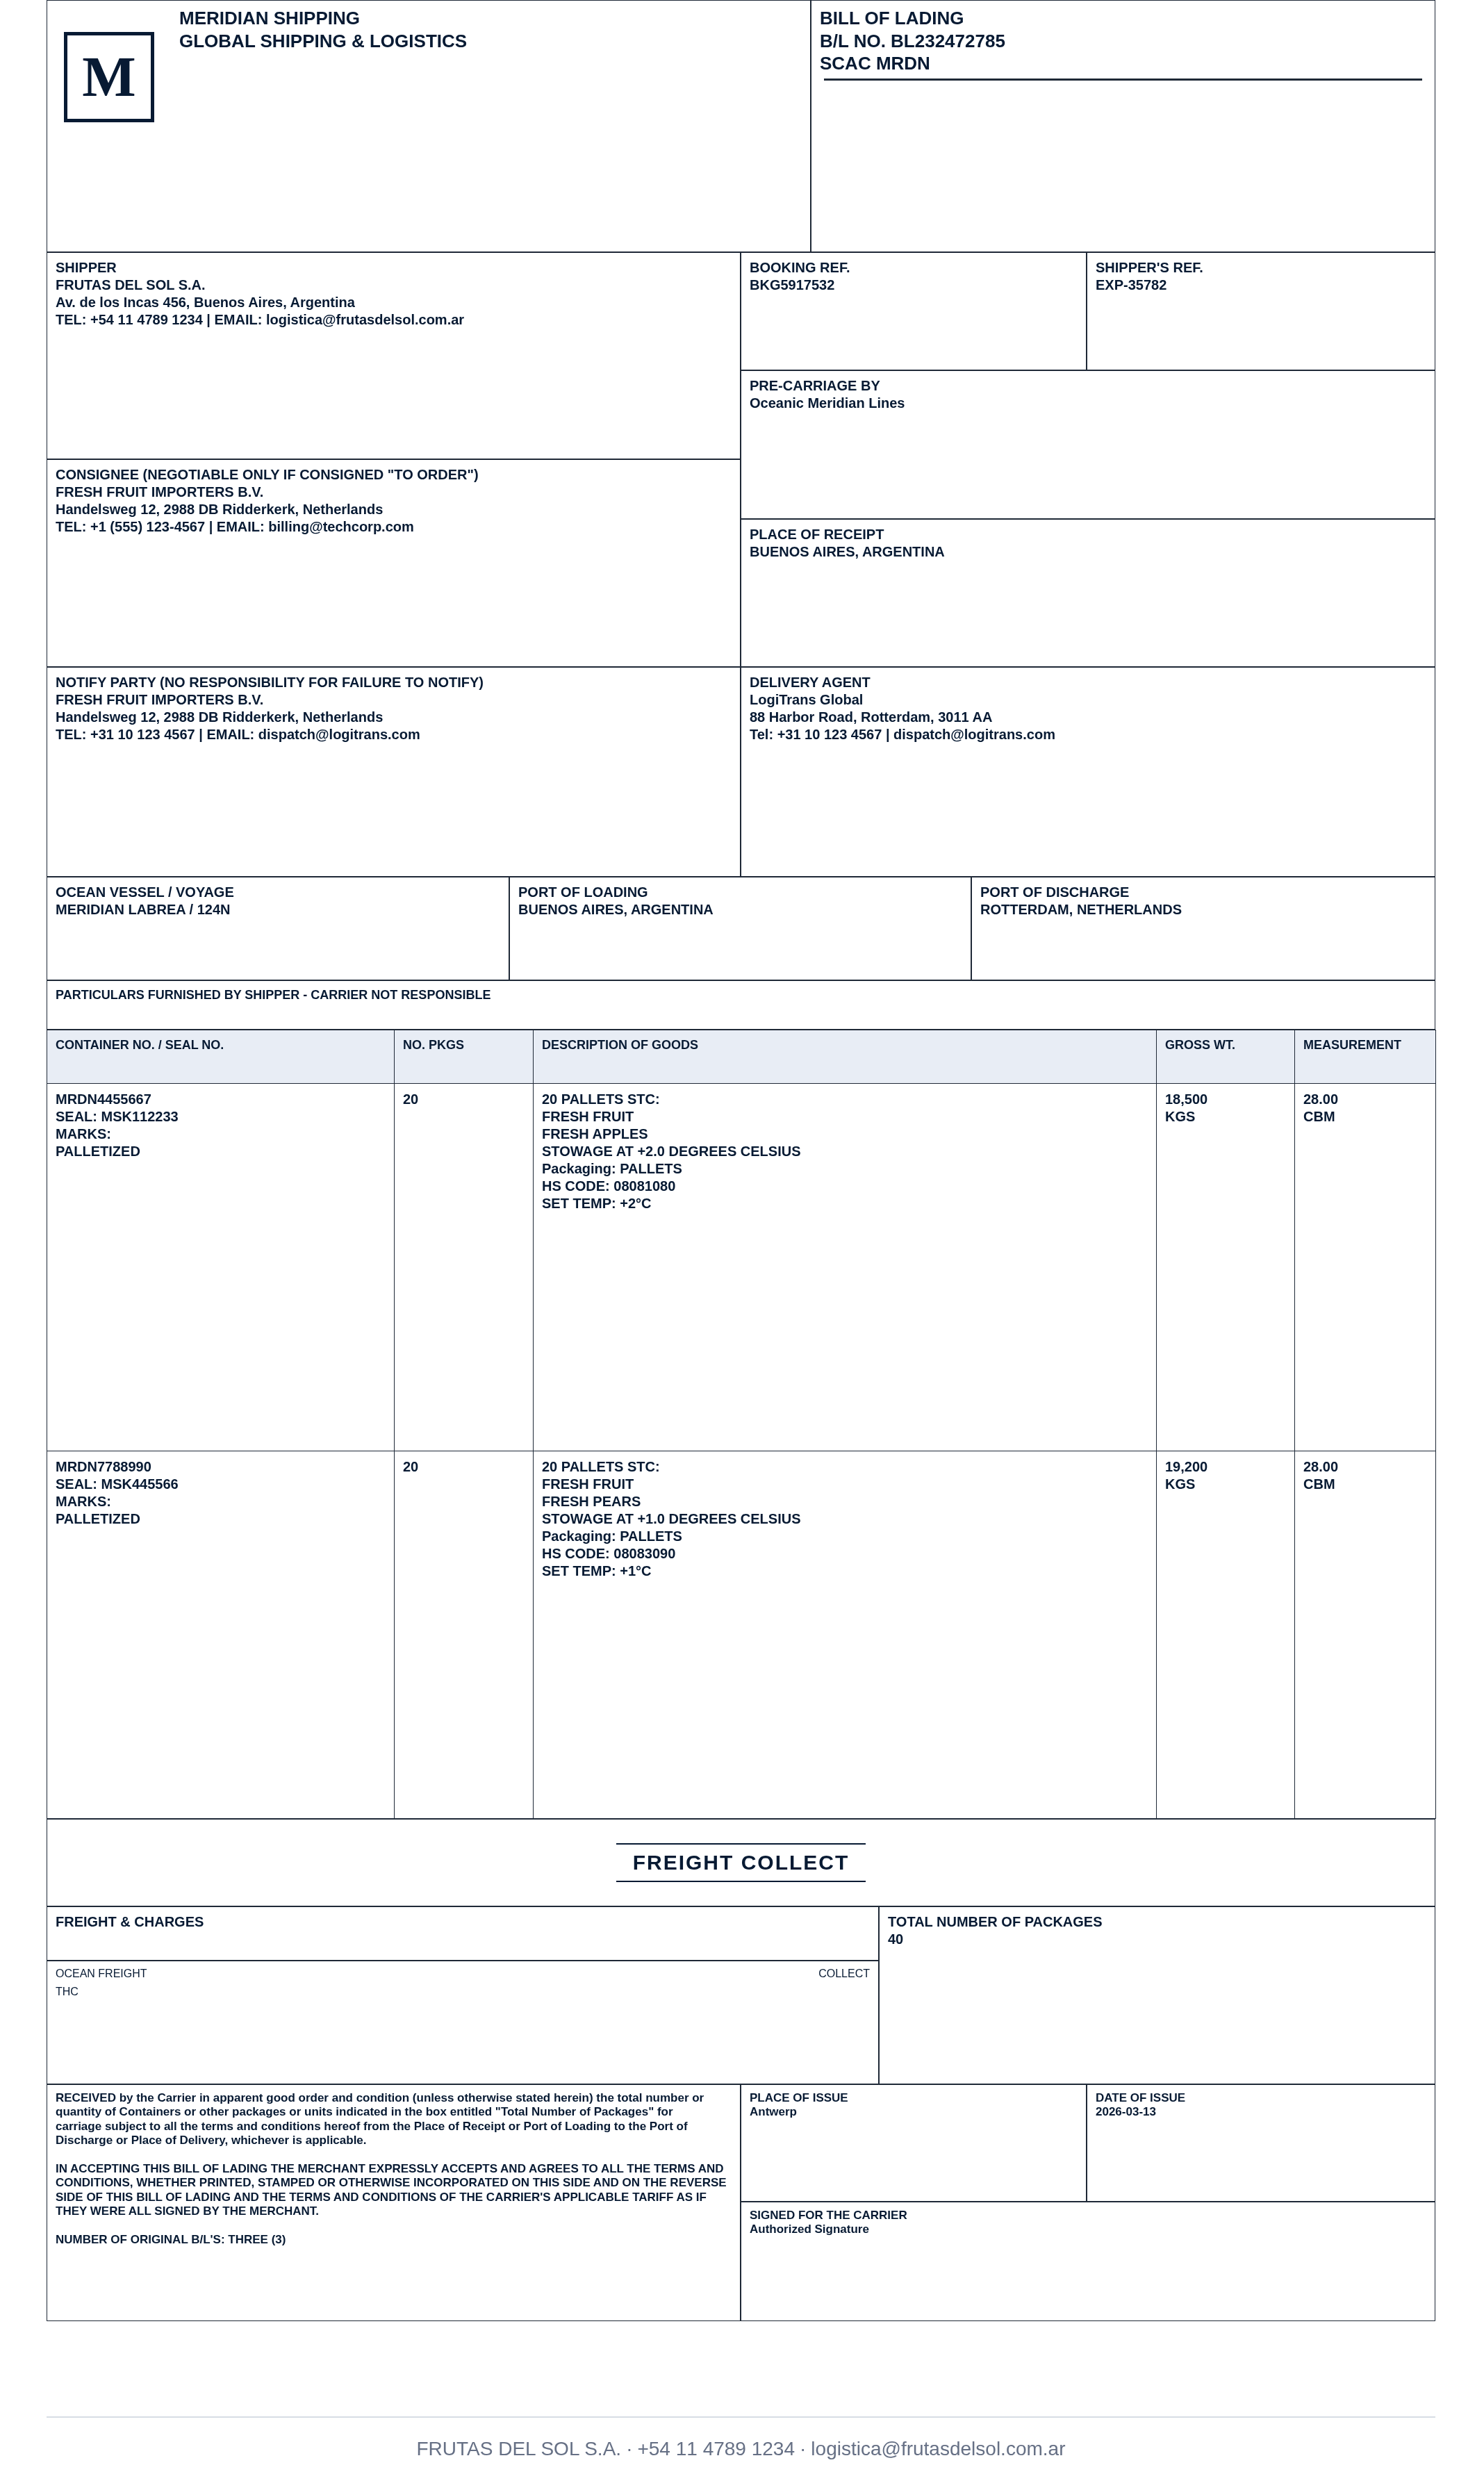 M
MERIDIAN SHIPPING
GLOBAL SHIPPING & LOGISTICS
BILL OF LADING
B/L NO. BL232472785
SCAC MRDN
SHIPPER
FRUTAS DEL SOL S.A.
Av. de los Incas 456, Buenos Aires, Argentina
TEL: +54 11 4789 1234 | EMAIL: logistica@frutasdelsol.com.ar
BOOKING REF.
BKG5917532
SHIPPER'S REF.
EXP-35782
PRE-CARRIAGE BY
Oceanic Meridian Lines
CONSIGNEE (NEGOTIABLE ONLY IF CONSIGNED "TO ORDER")
FRESH FRUIT IMPORTERS B.V.
Handelsweg 12, 2988 DB Ridderkerk, Netherlands
TEL: +1 (555) 123-4567 | EMAIL: billing@techcorp.com
PLACE OF RECEIPT
BUENOS AIRES, ARGENTINA
NOTIFY PARTY (NO RESPONSIBILITY FOR FAILURE TO NOTIFY)
FRESH FRUIT IMPORTERS B.V.
Handelsweg 12, 2988 DB Ridderkerk, Netherlands
TEL: +31 10 123 4567 | EMAIL: dispatch@logitrans.com
DELIVERY AGENT
LogiTrans Global
88 Harbor Road, Rotterdam, 3011 AA
Tel: +31 10 123 4567 | dispatch@logitrans.com
OCEAN VESSEL / VOYAGE
MERIDIAN LABREA / 124N
PORT OF LOADING
BUENOS AIRES, ARGENTINA
PORT OF DISCHARGE
ROTTERDAM, NETHERLANDS
PARTICULARS FURNISHED BY SHIPPER - CARRIER NOT RESPONSIBLE
CONTAINER NO. / SEAL NO.
NO. PKGS
DESCRIPTION OF GOODS
GROSS WT.
MEASUREMENT
MRDN4455667
SEAL: MSK112233
MARKS:
PALLETIZED
20
20 PALLETS STC:
FRESH FRUIT
FRESH APPLES
STOWAGE AT +2.0 DEGREES CELSIUS
Packaging: PALLETS
HS CODE: 08081080
SET TEMP: +2°C
18,500
KGS
28.00
CBM
MRDN7788990
SEAL: MSK445566
MARKS:
PALLETIZED
20
20 PALLETS STC:
FRESH FRUIT
FRESH PEARS
STOWAGE AT +1.0 DEGREES CELSIUS
Packaging: PALLETS
HS CODE: 08083090
SET TEMP: +1°C
19,200
KGS
28.00
CBM
FREIGHT COLLECT
FREIGHT & CHARGES
OCEAN FREIGHT COLLECT
THC
TOTAL NUMBER OF PACKAGES
40
RECEIVED by the Carrier in apparent good order and condition (unless otherwise stated herein) the total number or
quantity of Containers or other packages or units indicated in the box entitled "Total Number of Packages" for
carriage subject to all the terms and conditions hereof from the Place of Receipt or Port of Loading to the Port of
Discharge or Place of Delivery, whichever is applicable.
IN ACCEPTING THIS BILL OF LADING THE MERCHANT EXPRESSLY ACCEPTS AND AGREES TO ALL THE TERMS AND
CONDITIONS, WHETHER PRINTED, STAMPED OR OTHERWISE INCORPORATED ON THIS SIDE AND ON THE REVERSE
SIDE OF THIS BILL OF LADING AND THE TERMS AND CONDITIONS OF THE CARRIER'S APPLICABLE TARIFF AS IF
THEY WERE ALL SIGNED BY THE MERCHANT.
NUMBER OF ORIGINAL B/L'S: THREE (3)
PLACE OF ISSUE
Antwerp
DATE OF ISSUE
2026-03-13
SIGNED FOR THE CARRIER
Authorized Signature
FRUTAS DEL SOL S.A. · +54 11 4789 1234 · logistica@frutasdelsol.com.ar